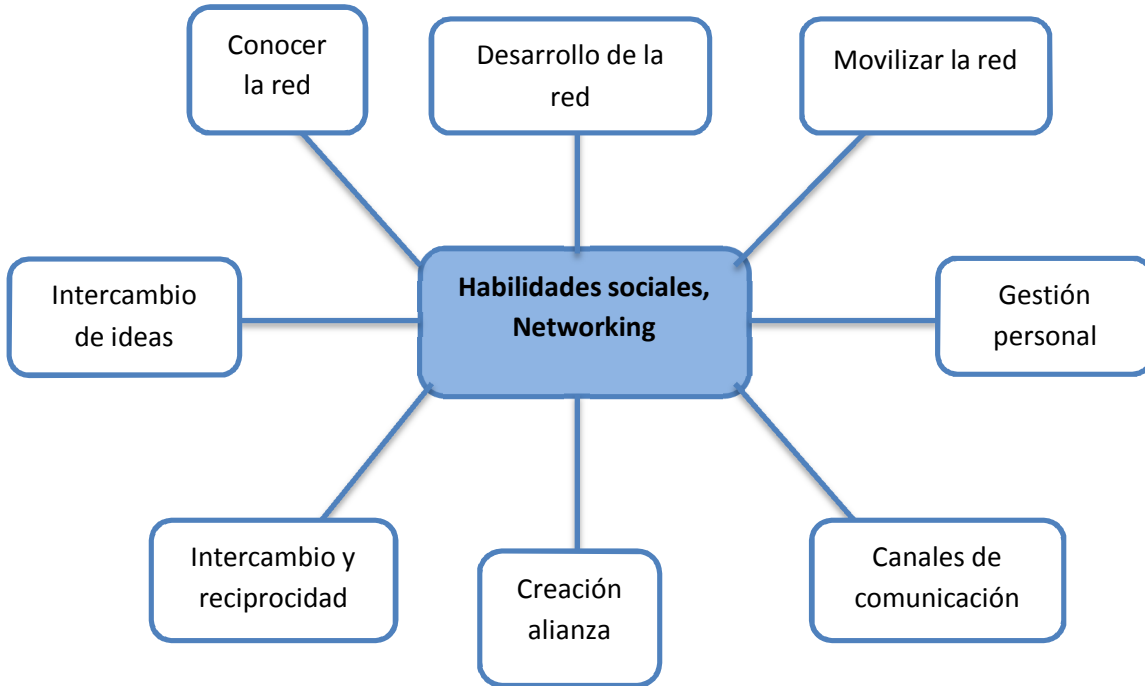 Conocer
la red
Desarrollo de la
red
Movilizar la red
Habilidades sociales,
Networking
Intercambio
de ideas
Gestión
personal
Intercambio y
reciprocidad
Creación
alianza
Canales de
comunicación